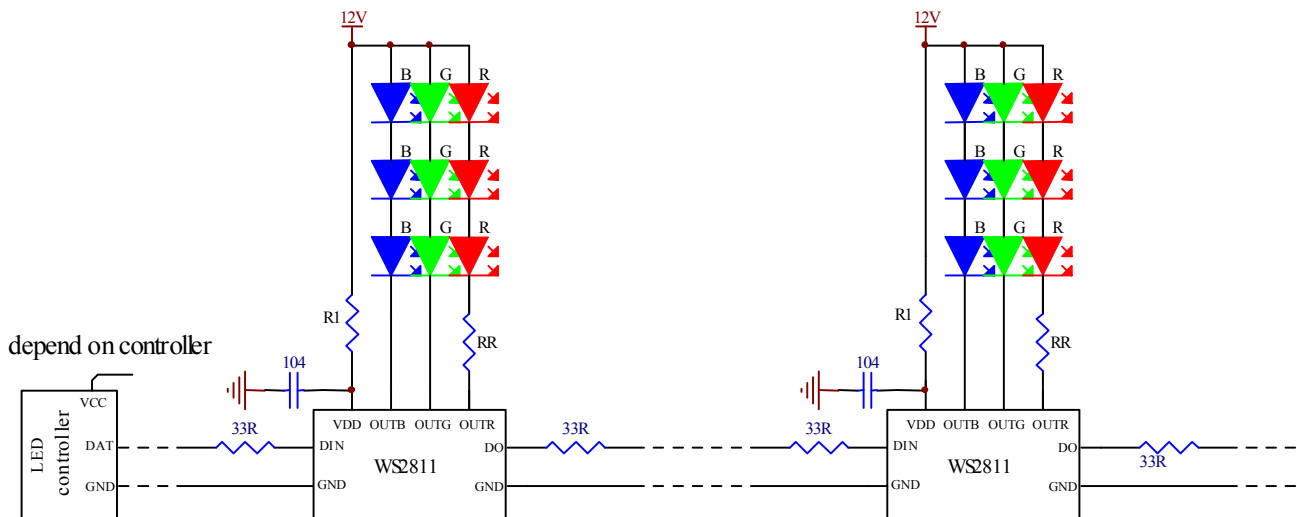 12V
12V
B G R
B G R
B G R
B G R
B G R
B G R
R1
RR
R1
RR
depend on controller
104
104
VCC
LED controller
DAT
GND
33R
VDD OUTB OUTG OUTR
DIN
DO
WS2811
GND
GND
33R
33R
VDD OUTB OUTG OUTR
DIN
DO
WS2811
GND
GND
33R